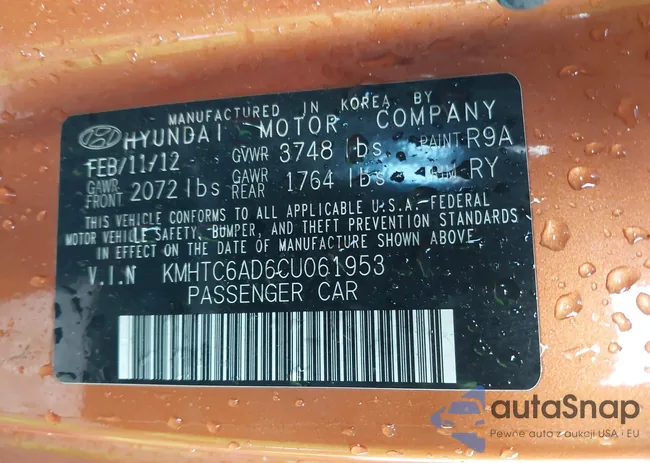 MANUFACTURED IN KOREA BY
HYUNDAI MOTOR COMPANY
FEB/11/12 GVWR 3748 lbs PAINT R9A
GAWR FRONT 2072 lbs GAWR REAR 1764 lbs RY
THIS VEHICLE CONFORMS TO ALL APPLICABLE U.S.A. FEDERAL
MOTOR VEHICLE SAFETY, BUMPER, AND THEFT PREVENTION STANDARDS
IN EFFECT ON THE DATE OF MANUFACTURE SHOWN ABOVE.
V.I.N KMHTC6AD6CU061953
PASSENGER CAR
autaSnap
Pewne auto z aukcji USA i EU